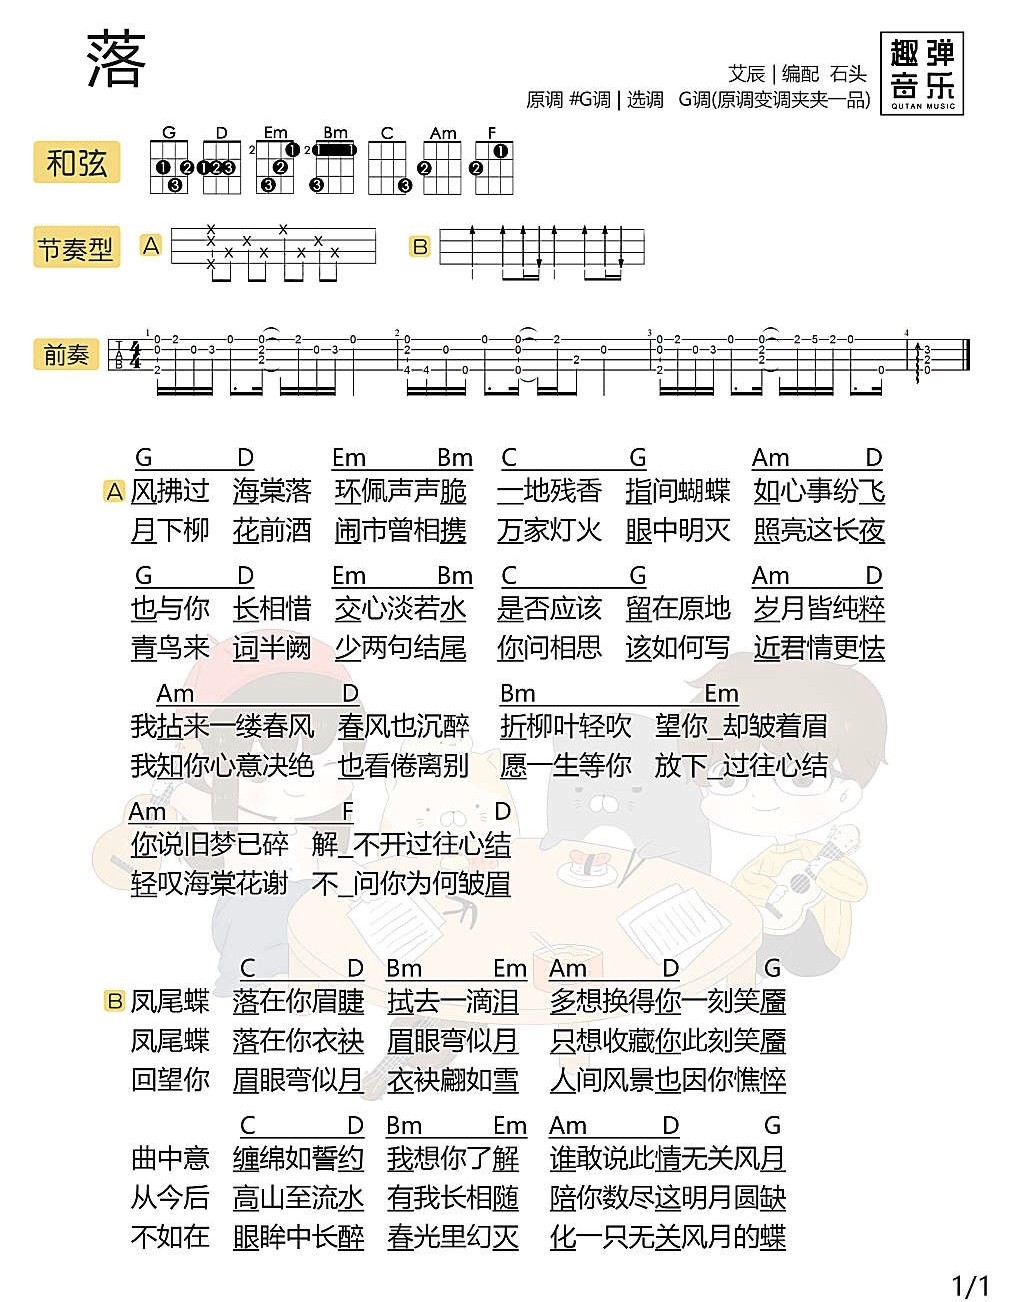 落
趣弹
音乐
QUTAN MUSIC
艾辰 | 编配 石头
原调 #G调 | 选调 G调(原调变调夹夹一品)
和弦 G D Em Bm C Am F
节奏型 A B
前奏
G D Em Bm C G Am D
A 风拂过 海棠落 环佩声声脆 一地残香 指间蝴蝶 如心事纷飞
月下柳 花前酒 闹市曾相携 万家灯火 眼中明灭 照亮这长夜
G D Em Bm C G Am D
也与你 长相惜 交心淡若水 是否应该 留在原地 岁月皆纯粹
青鸟来 词半阙 少两句结尾 你问相思 该如何写 近君情更怯
Am D Bm Em
我拈来一缕春风 春风也沉醉 折柳叶轻吹 望你_却皱着眉
我知你心意决绝 也看倦离别 愿一生等你 放下_过往心结
Am F D
你说旧梦已碎 解_不开过往心结
轻叹海棠花谢 不_问你为何皱眉
C D Bm Em Am D G
B 凤尾蝶 落在你眉睫 拭去一滴泪 多想换得你一刻笑靥
凤尾蝶 落在你衣袂 眉眼弯似月 只想收藏你此刻笑靥
回望你 眉眼弯似月 衣袂翩如雪 人间风景也因你憔悴
C D Bm Em Am D G
曲中意 缠绵如誓约 我想你了解 谁敢说此情无关风月
从今后 高山至流水 有我长相随 陪你数尽这明月圆缺
不如在 眼眸中长醉 春光里幻灭 化一只无关风月的蝶
1/1